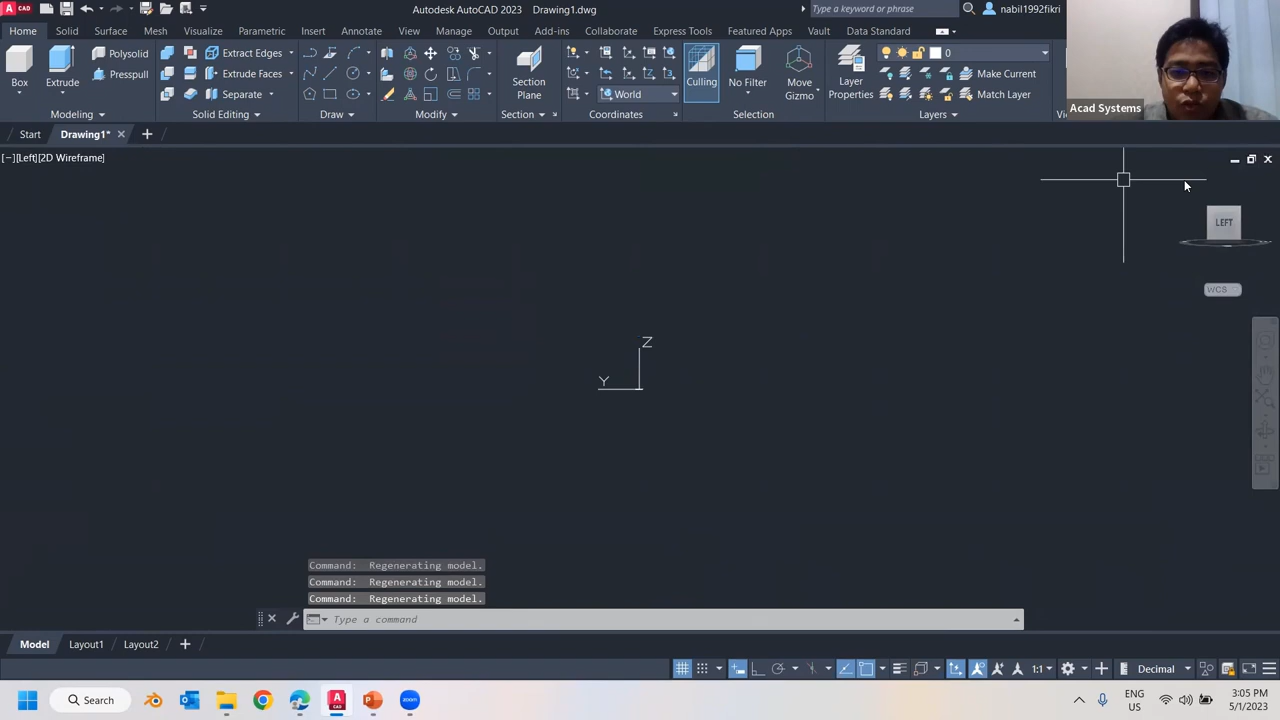 CAD
Autodesk AutoCAD 2023 Drawing1.dwg
Type a keyword or phrase
nabil1992fikri
Home Solid Surface Mesh Visualize Parametric Insert Annotate View Manage Output Add-ins Collaborate Express Tools Featured Apps Vault Data Standard
Box
Extrude
Polysolid
Presspull
Modeling
Extract Edges
Extrude Faces
Separate
Solid Editing
Draw
Modify
Section
Plane
Section
World
Coordinates
Culling
No Filter
Move
Gizmo
Selection
Layer
Properties
0
Make Current
Match Layer
Layers
Acad Systems
Start Drawing1*
[−][Left][2D Wireframe]
LEFT
WCS
Z
Y
Command: Regenerating model.
Command: Regenerating model.
Command: Regenerating model.
Type a command
Model Layout1 Layout2
1:1 Decimal
Search
zoom
ENG
US
3:05 PM
5/1/2023